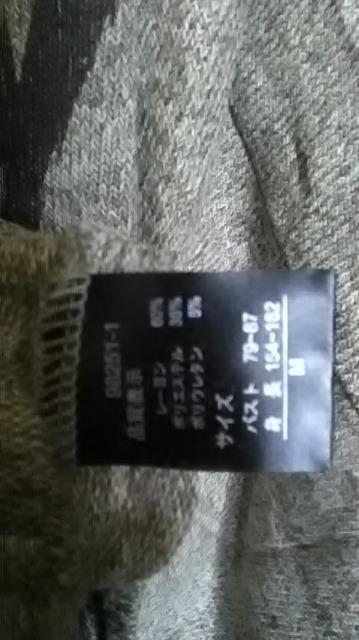 品質表示
レーヨン 60%
ポリエステル 35%
ポリウレタン 5%
サイズ
バスト 79-87
身長 154-162
M